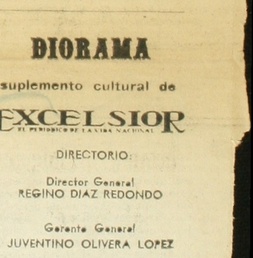 DIORAMA
suplemento cultural de
EXCELSIOR
EL PERIODICO DE LA VIDA NACIONAL
DIRECTORIO:
Director General
REGINO DIAZ REDONDO
Gerente General
JUVENTINO OLIVERA LOPEZ